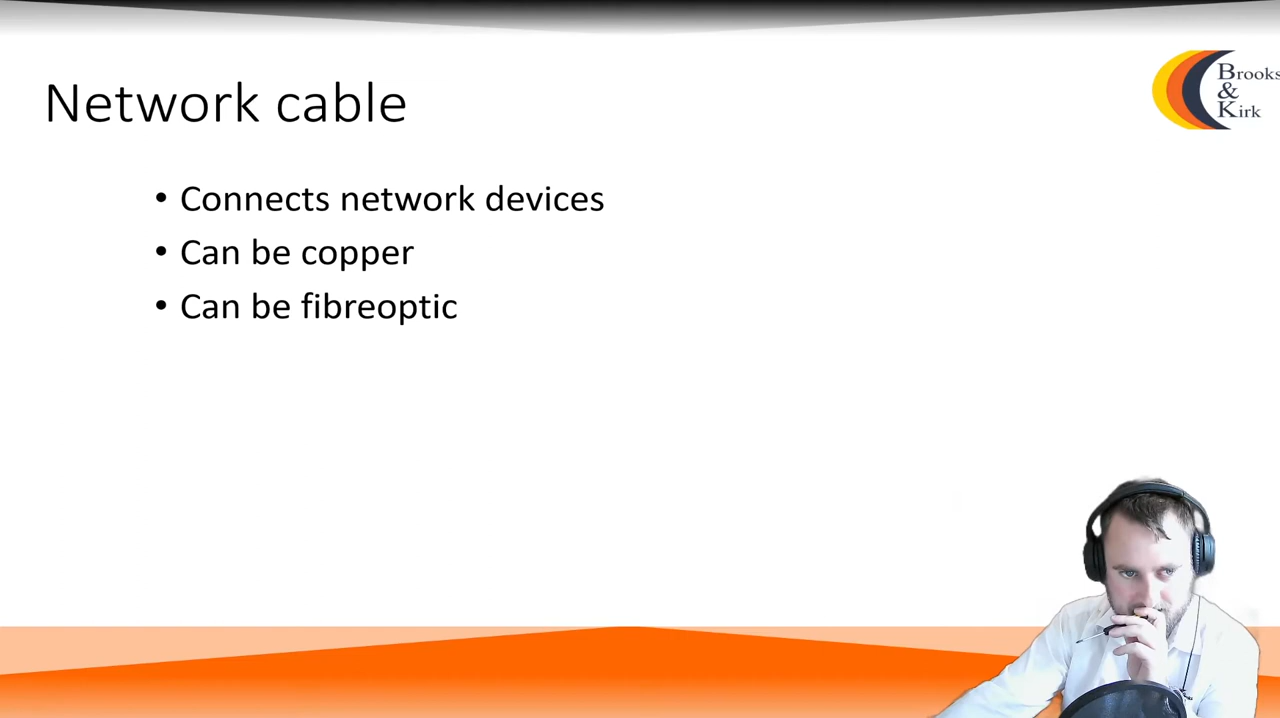 Brooks
&
Kirk
Network cable
• Connects network devices
• Can be copper
• Can be fibreoptic